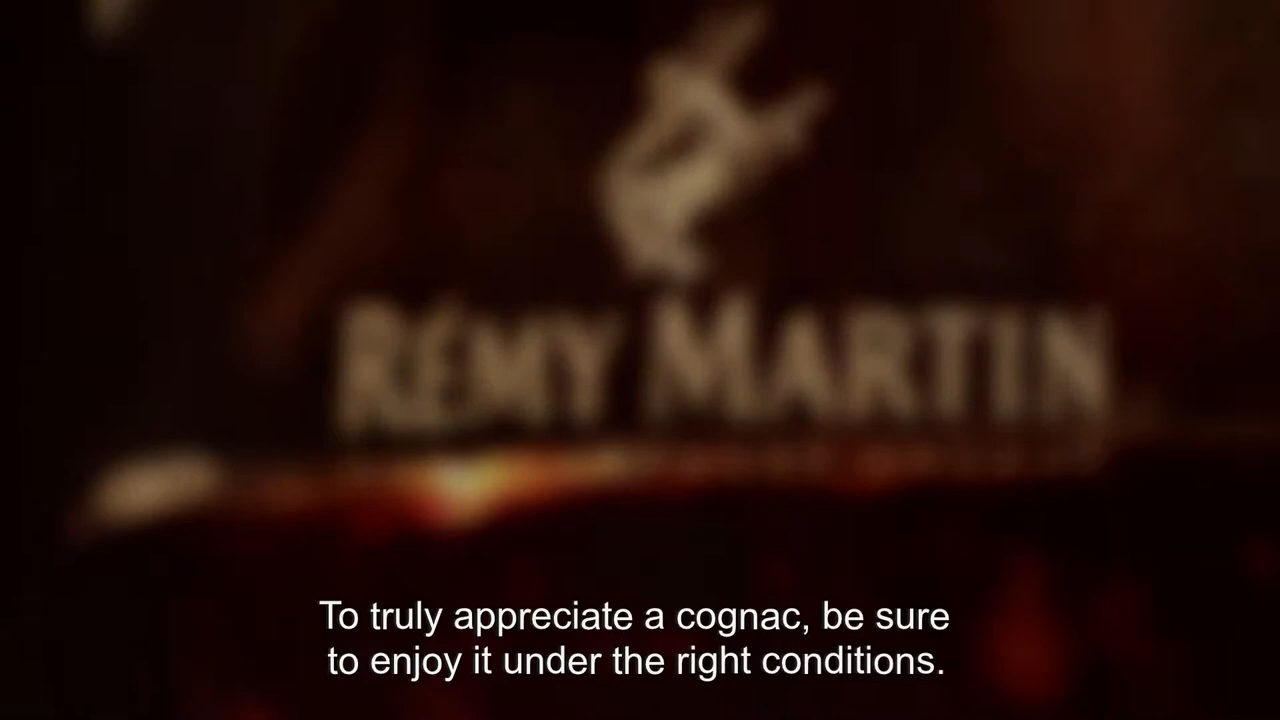 RÉMY MARTIN
To truly appreciate a cognac, be sure
to enjoy it under the right conditions.